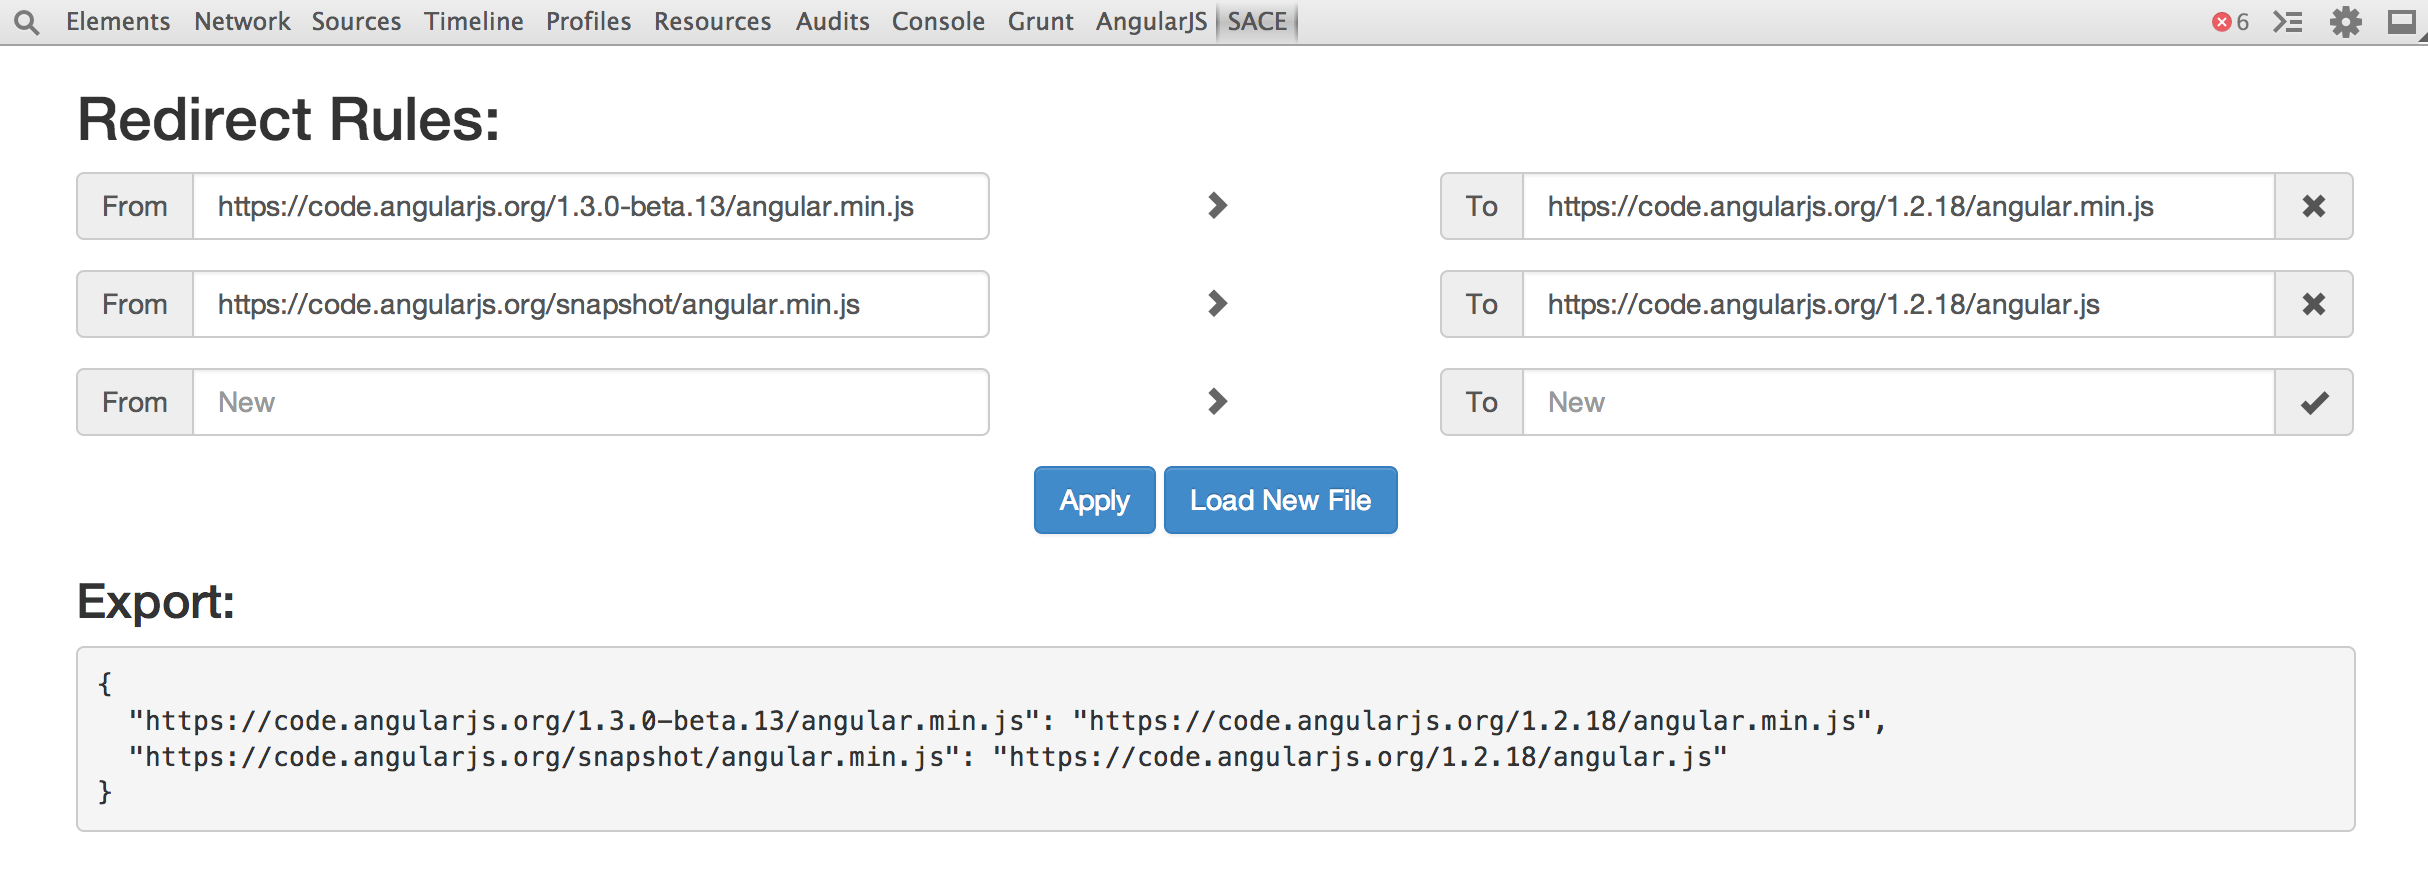 Elements Network Sources Timeline Profiles Resources Audits Console Grunt AngularJS SACE 6
Redirect Rules:
From https://code.angularjs.org/1.3.0-beta.13/angular.min.js To https://code.angularjs.org/1.2.18/angular.min.js
From https://code.angularjs.org/snapshot/angular.min.js To https://code.angularjs.org/1.2.18/angular.js
From New To New
Apply Load New File
Export:
{
"https://code.angularjs.org/1.3.0-beta.13/angular.min.js": "https://code.angularjs.org/1.2.18/angular.min.js",
"https://code.angularjs.org/snapshot/angular.min.js": "https://code.angularjs.org/1.2.18/angular.js"
}